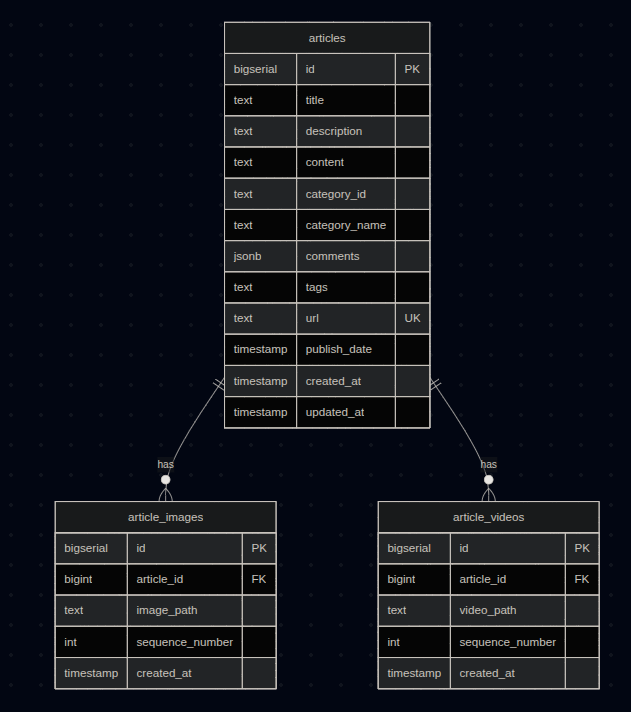 articles
bigserial id PK
text title
text description
text content
text category_id
text category_name
jsonb comments
text tags
text url UK
timestamp publish_date
timestamp created_at
timestamp updated_at
has
has
article_images
bigserial id PK
bigint article_id FK
text image_path
int sequence_number
timestamp created_at
article_videos
bigserial id PK
bigint article_id FK
text video_path
int sequence_number
timestamp created_at